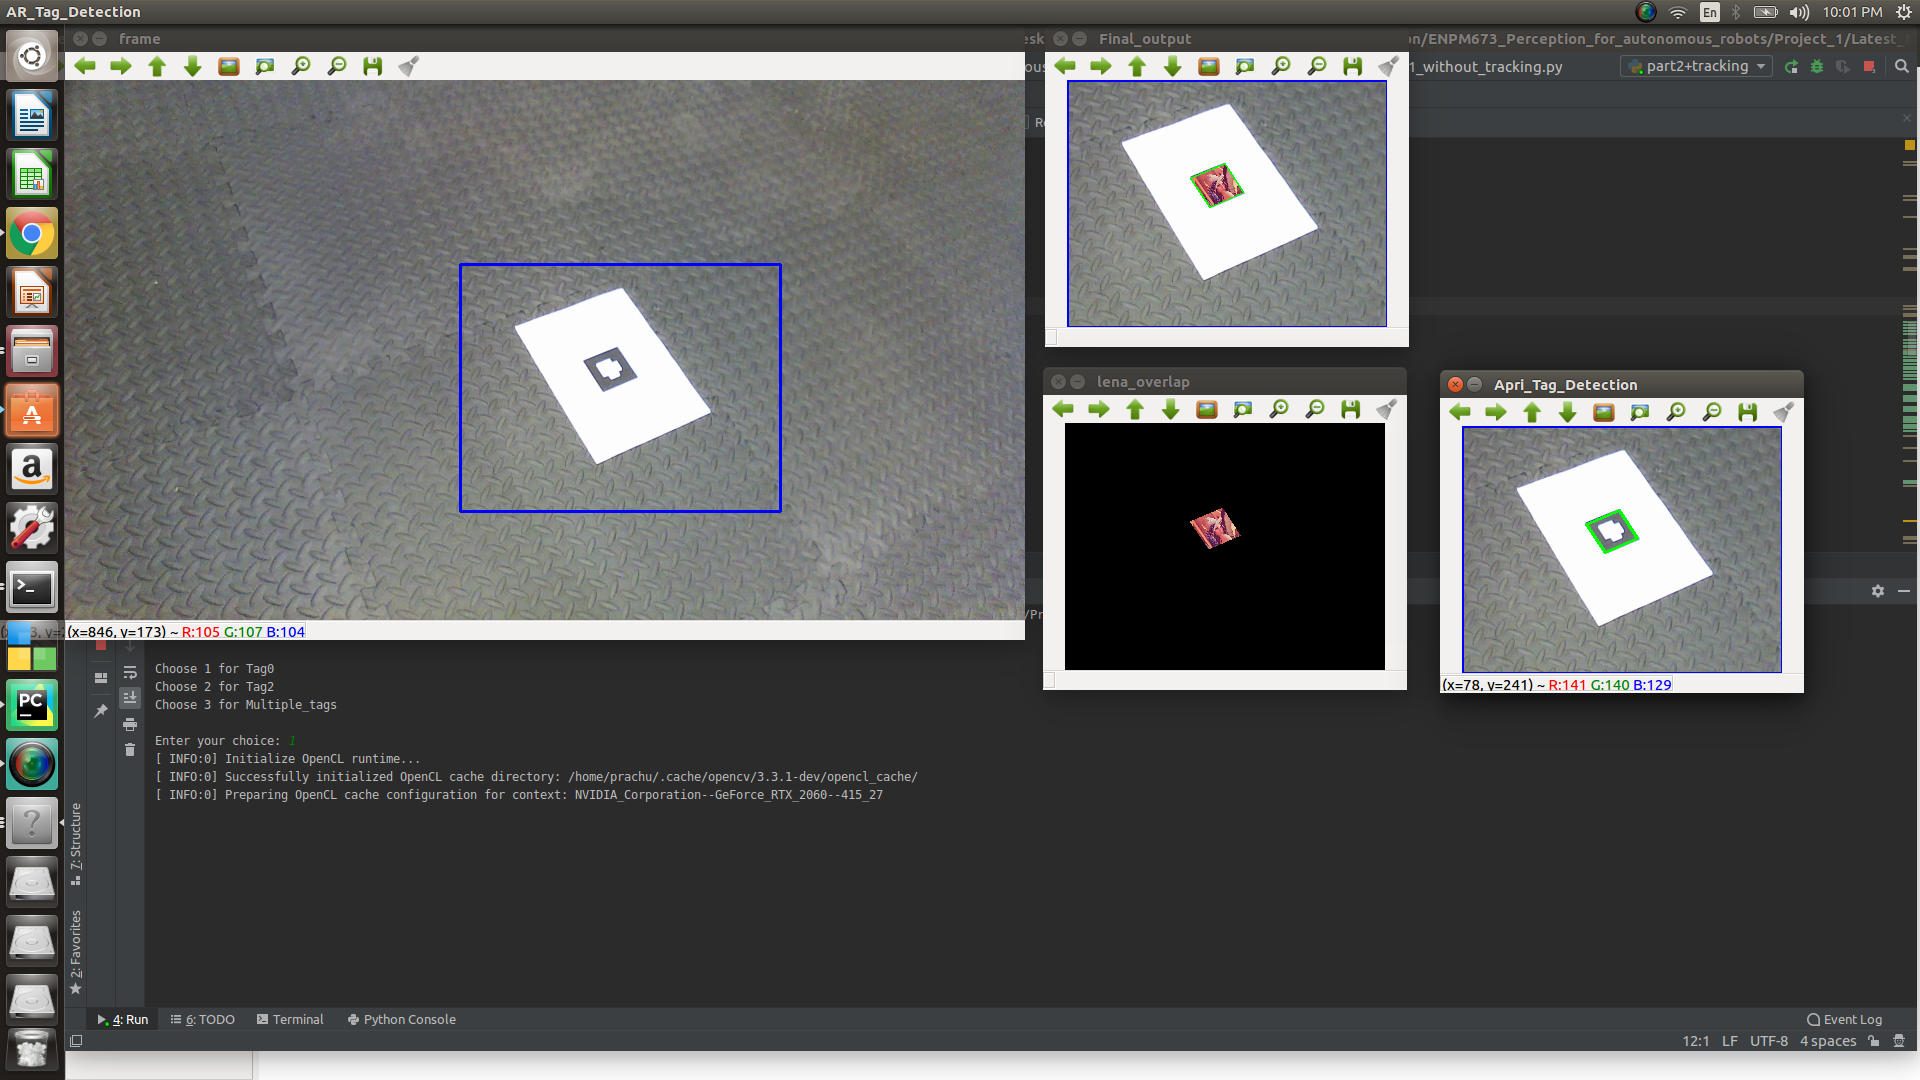 AR_Tag_Detection
En
10:01 PM
frame
esk
Final_output
on/ENPM673_Perception_for_autonomous_robots/Project_1/Latest_
ous
1_without_tracking.py
part2+tracking
Re
lena_overlap
Apri_Tag_Detection
/Pr
(x=846, y=173) ~ R:105 G:107 B:104
(x=78, y=241) ~ R:141 G:140 B:129
Choose 1 for Tag0
Choose 2 for Tag2
Choose 3 for Multiple_tags
Enter your choice: 1
[ INFO:0] Initialize OpenCL runtime...
[ INFO:0] Successfully initialized OpenCL cache directory: /home/prachu/.cache/opencv/3.3.1-dev/opencl_cache/
[ INFO:0] Preparing OpenCL cache configuration for context: NVIDIA_Corporation--GeForce_RTX_2060--415_27
7: Structure
2: Favorites
4: Run
6: TODO
Terminal
Python Console
Event Log
12:1
LF
UTF-8
4 spaces
PC